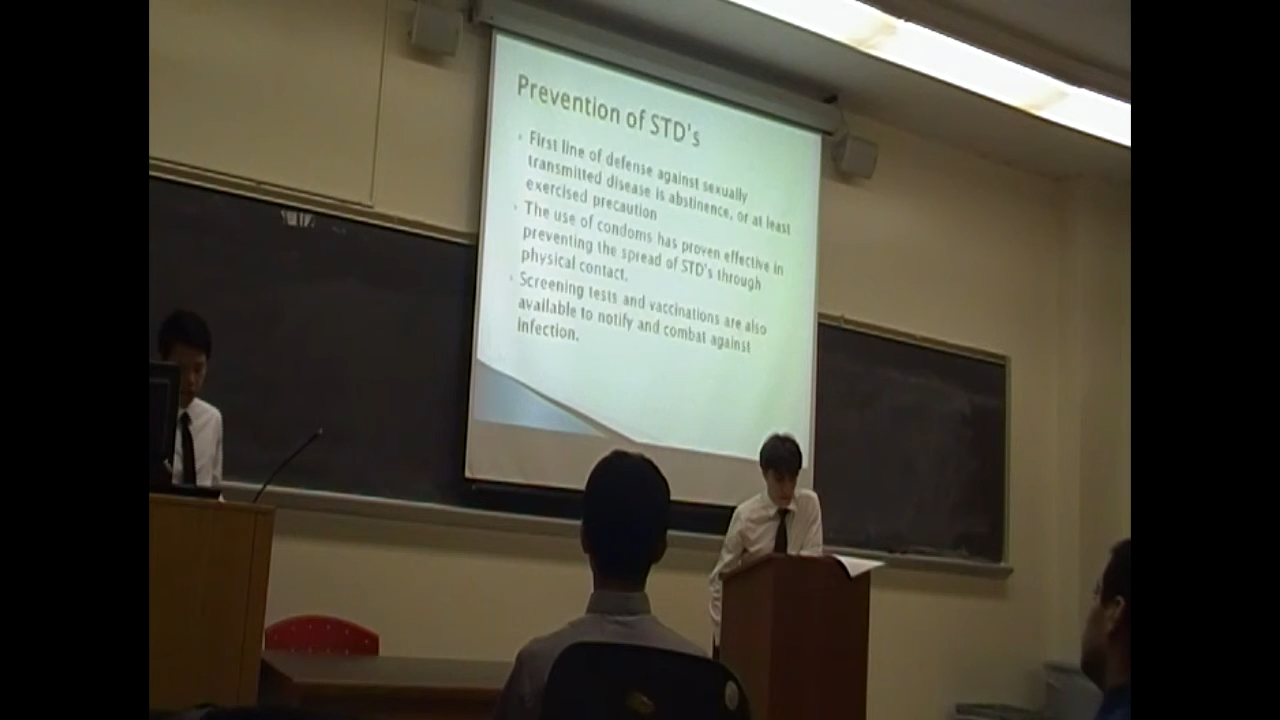 Prevention of STD's
• First line of defense against sexually
transmitted disease is abstinence, or at least
exercised precaution
• The use of condoms has proven effective in
preventing the spread of STD's through
physical contact.
• Screening tests and vaccinations are also
available to notify and combat against
infection.